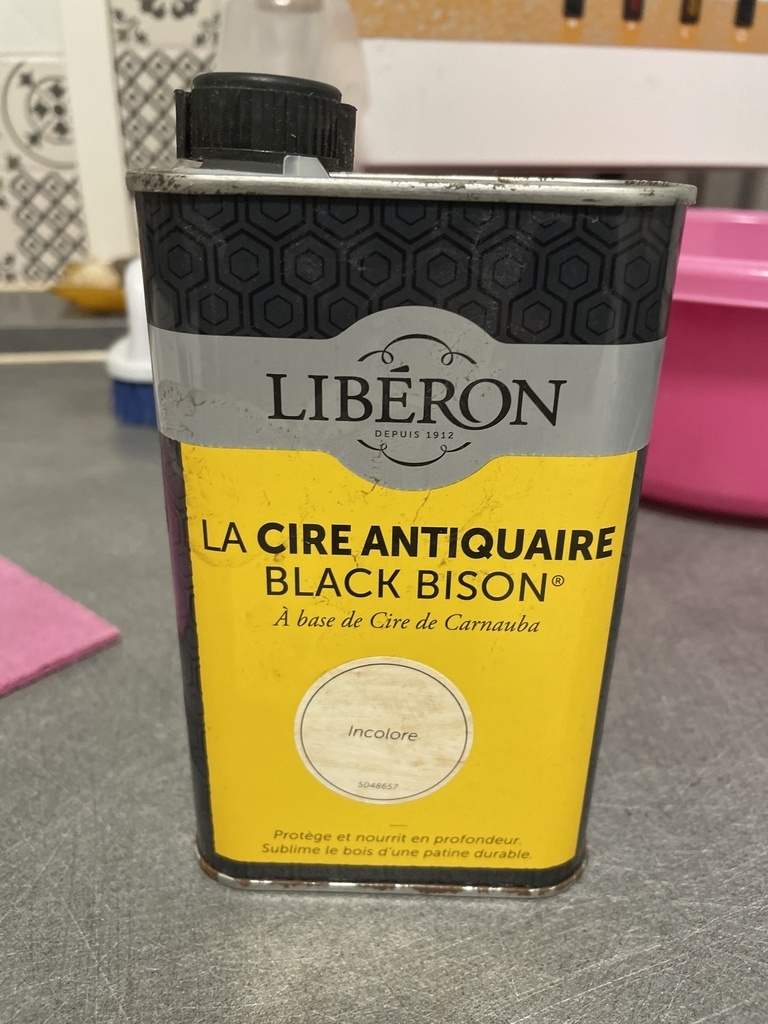 LIBÉRON
DEPUIS 1912
LA CIRE ANTIQUAIRE
BLACK BISON®
À base de Cire de Carnauba
Incolore
5048657
Protège et nourrit en profondeur.
Sublime le bois d'une patine durable.